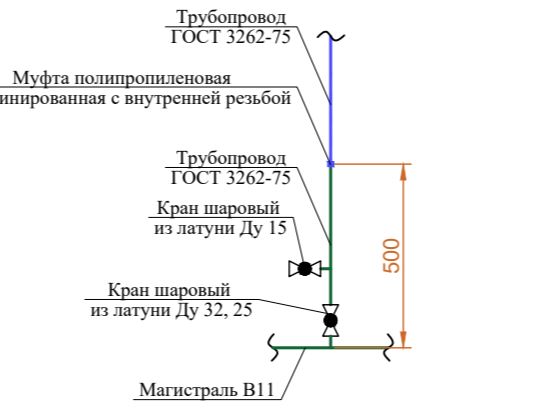 Трубопровод
ГОСТ 3262-75
Муфта полипропиленовая
с внутренней резьбой
Трубопровод
ГОСТ 3262-75
Кран шаровый
из латуни Ду 15
500
Кран шаровый
из латуни Ду 32, 25
Магистраль В11